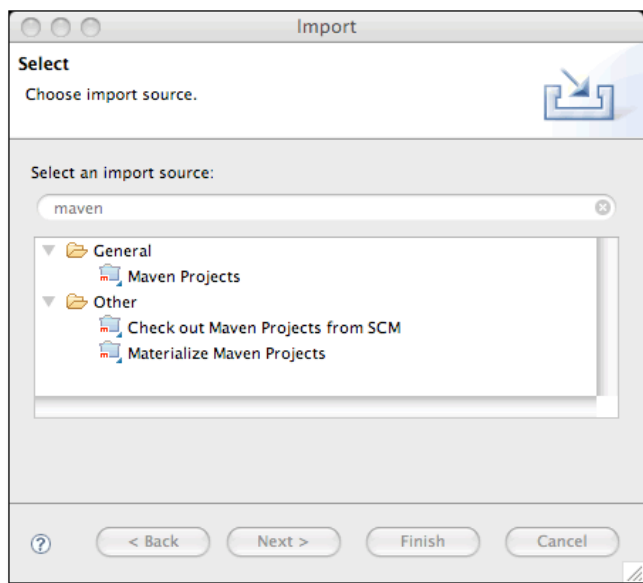 Import
Select
Choose import source.
Select an import source:
maven
General
Maven Projects
Other
Check out Maven Projects from SCM
Materialize Maven Projects
?
< Back
Next >
Finish
Cancel